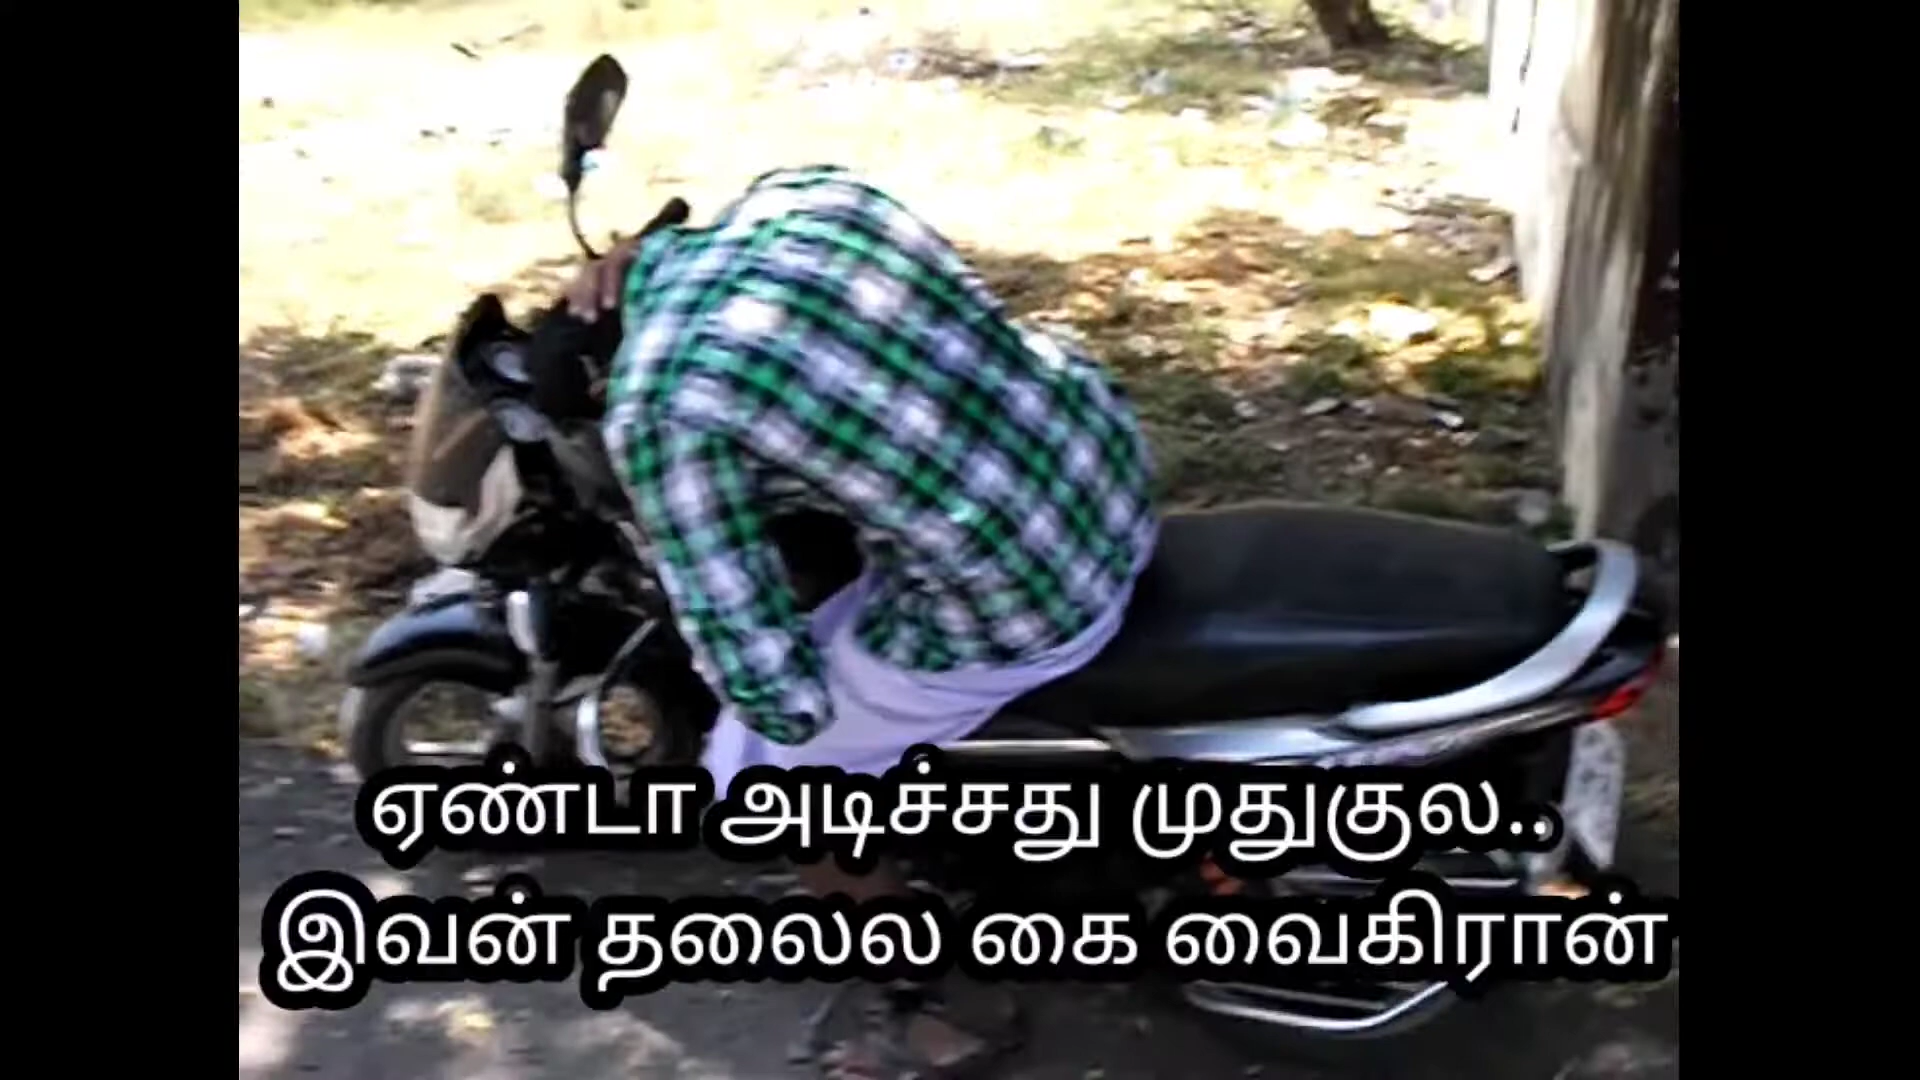 ஏண்டா அடிச்சது முதுகுல..
இவன் தலைல கை வைகிரான்